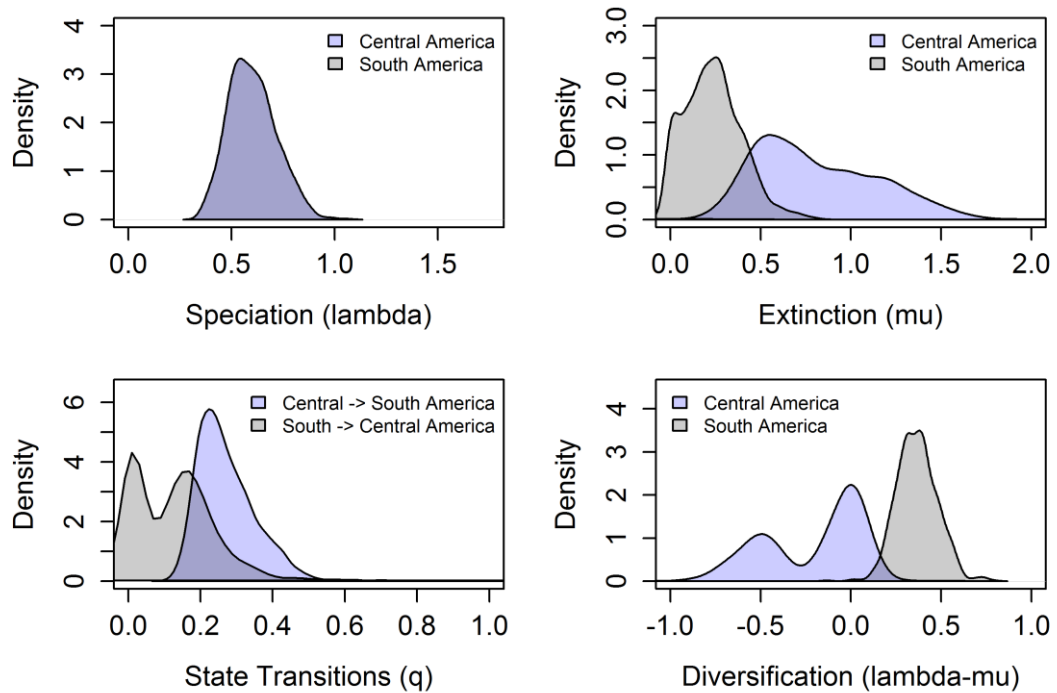 Density
4
3
2
1
0
Central America
South America
0.0 0.5 1.0 1.5
Speciation (lambda)
Density
3.0
2.0
1.0
0.0
Central America
South America
0.0 0.5 1.0 1.5 2.0
Extinction (mu)
Density
6
4
2
0
Central -> South America
South -> Central America
0.0 0.2 0.4 0.6 0.8 1.0
State Transitions (q)
Density
4
3
2
1
0
Central America
South America
-1.0 -0.5 0.0 0.5 1.0
Diversification (lambda-mu)